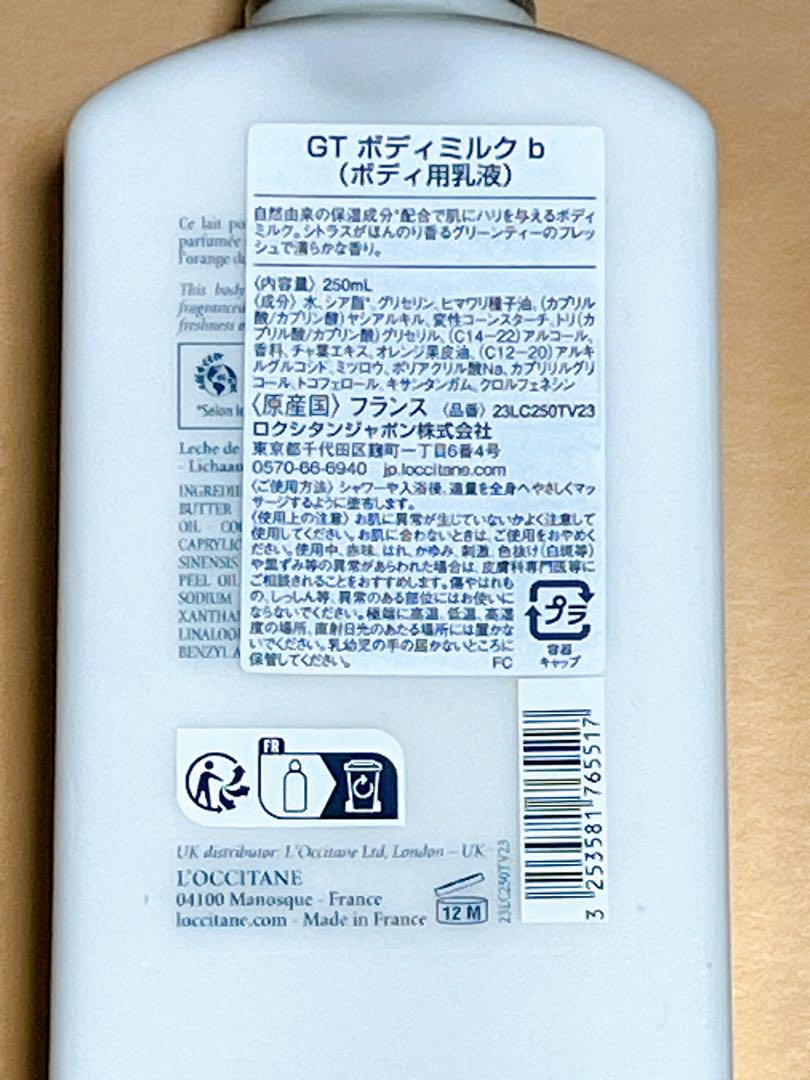 GT ボディミルク b
(ボディ用乳液)
自然由来の保湿成分*配合で肌にハリを与えるボディ
ミルク。シトラスがほんのり香るグリーンティーのフレッ
シュで清らかな香り。
〈内容量〉 250mL
〈成分〉 水、シア脂*、グリセリン、ヒマワリ種子油、(カプリル
酸/カプリン酸)ヤシアルキル、変性コーンスターチ、トリ(カ
プリル酸/カプリン酸)グリセリル、(C14-22)アルコール、
香料、チャ葉エキス、オレンジ果皮油、(C12-20)アルキ
ルグルコシド、ミツロウ、ポリアクリル酸Na、カプリリルグリ
コール、トコフェロール、キサンタンガム、クロルフェネシン
〈原産国〉 フランス 〈品番〉 23LC250TV23
ロクシタンジャポン株式会社
東京都千代田区麹町一丁目6番4号
0570-66-6940 jp.loccitane.com
〈ご使用方法〉 シャワーや入浴後、適量を全身へやさしくマッ
サージするように塗布します。
〈使用上の注意〉 お肌に異常が生じていないかよく注意して
使用してください。お肌に合わないときは、ご使用をおやめく
ださい。使用中、赤味、はれ、かゆみ、刺激、色抜け(白斑等)
や黒ずみ等の異常があらわれた場合は、皮膚科専門医等に
ご相談されることをおすすめします。傷やはれも
の、しっしん等、異常のある部位にはお使いに
ならないでください。極端に高温、低温、高湿
度の場所、直射日光のあたる場所には置かな
いでください。乳幼児の手の届かないところに
保管してください。 FC
プラ
容器
キャップ
Ce lait
parfumée
l'orange
This body
fragranced
freshness
"Selon
Leche de
- Lichaam
BUTTER
OIL - 
CAPRYLIC
SINENSIS
PEEL OIL
SODIUM
XANTHAN
LINALOOL
BENZYL
FR
UK distributor: L'Occitane Ltd, London - UK
L'OCCITANE
04100 Manosque - France
loccitane.com - Made in France
12 M
23LC250TV23
3 253581 765517